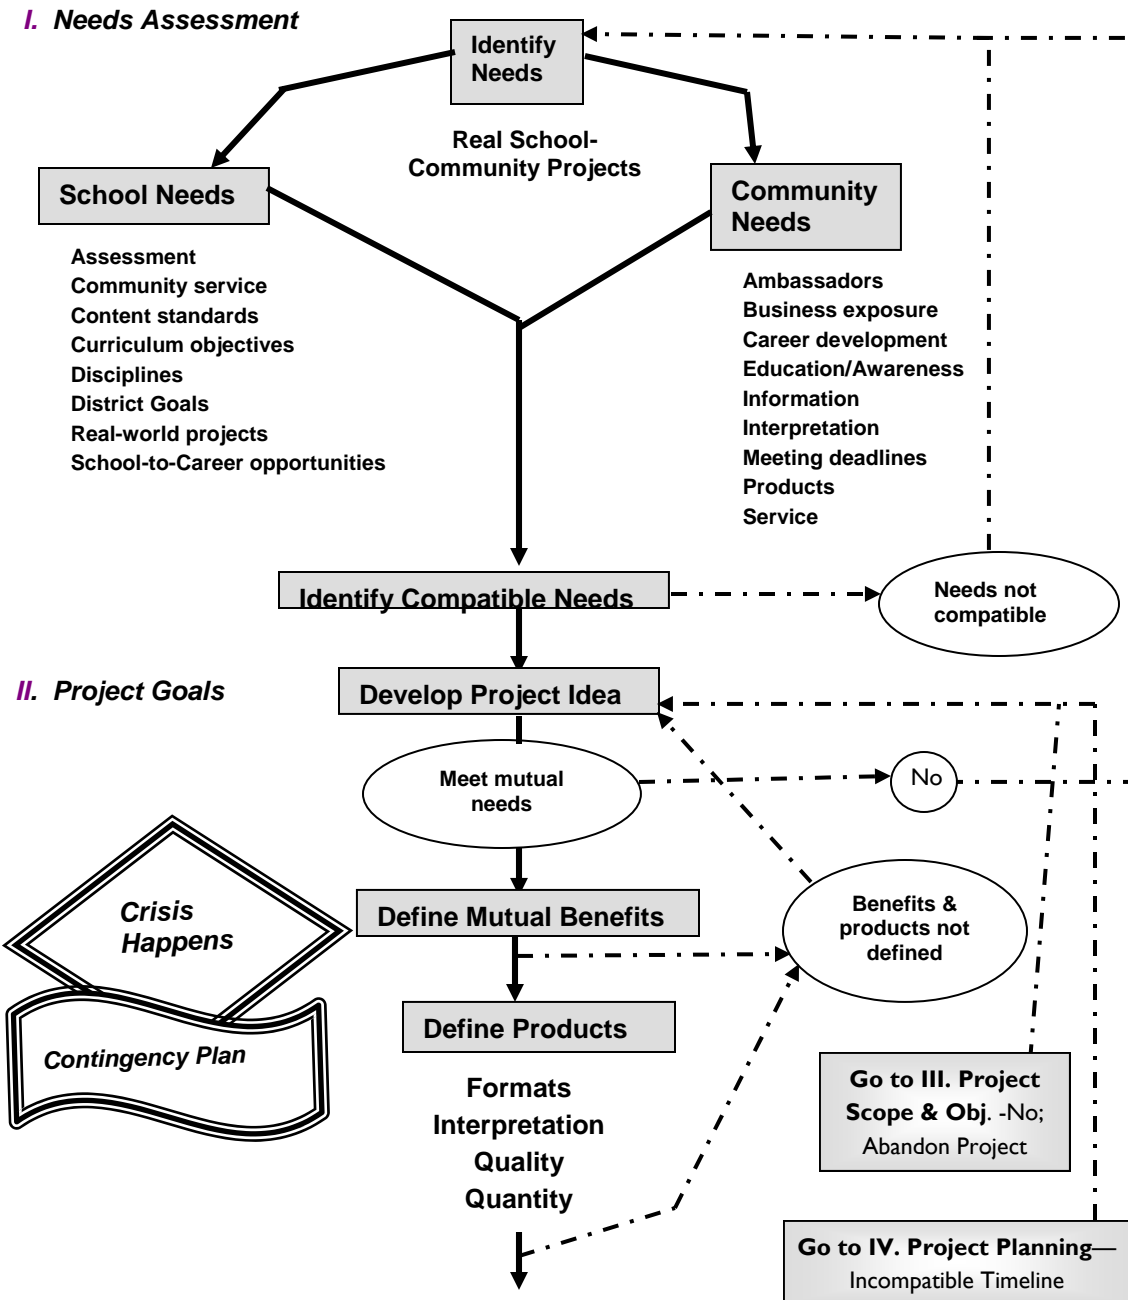 I. Needs Assessment
Identify
Needs
Real School-
Community Projects
School Needs
Assessment
Community service
Content standards
Curriculum objectives
Disciplines
District Goals
Real-world projects
School-to-Career opportunities
Community
Needs
Ambassadors
Business exposure
Career development
Education/Awareness
Information
Interpretation
Meeting deadlines
Products
Service
Identify Compatible Needs
Needs not
compatible
II. Project Goals
Develop Project Idea
Meet mutual
needs
No
Crisis
Happens
Contingency Plan
Define Mutual Benefits
Benefits &
products not
defined
Define Products
Formats
Interpretation
Quality
Quantity
Go to III. Project
Scope & Obj. -No;
Abandon Project
Go to IV. Project Planning—
Incompatible Timeline